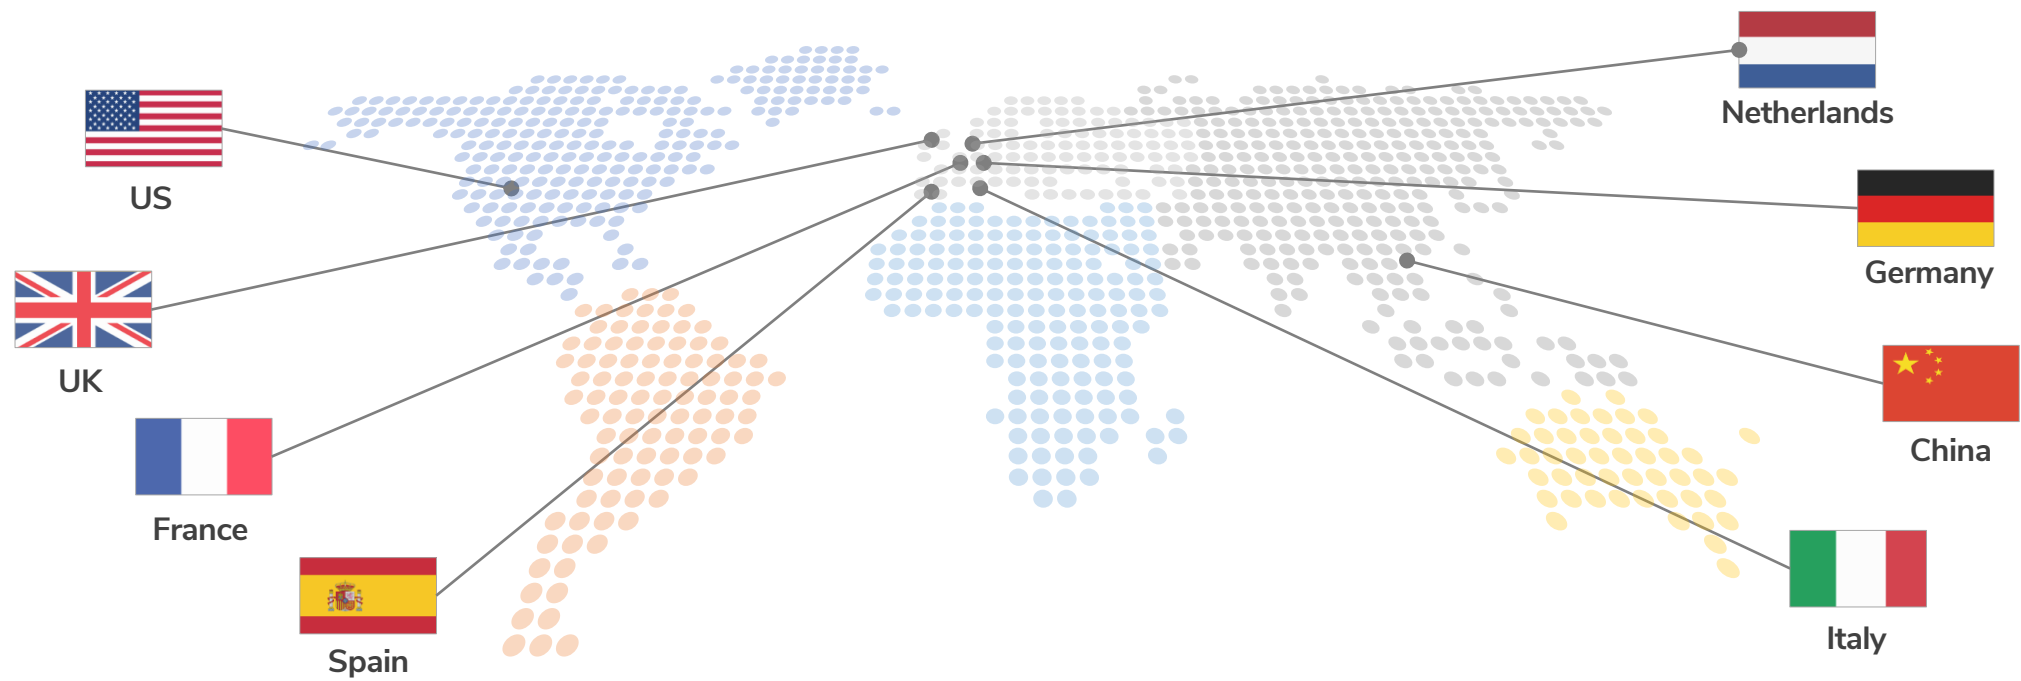 US
UK
France
Spain
Netherlands
Germany
China
Italy